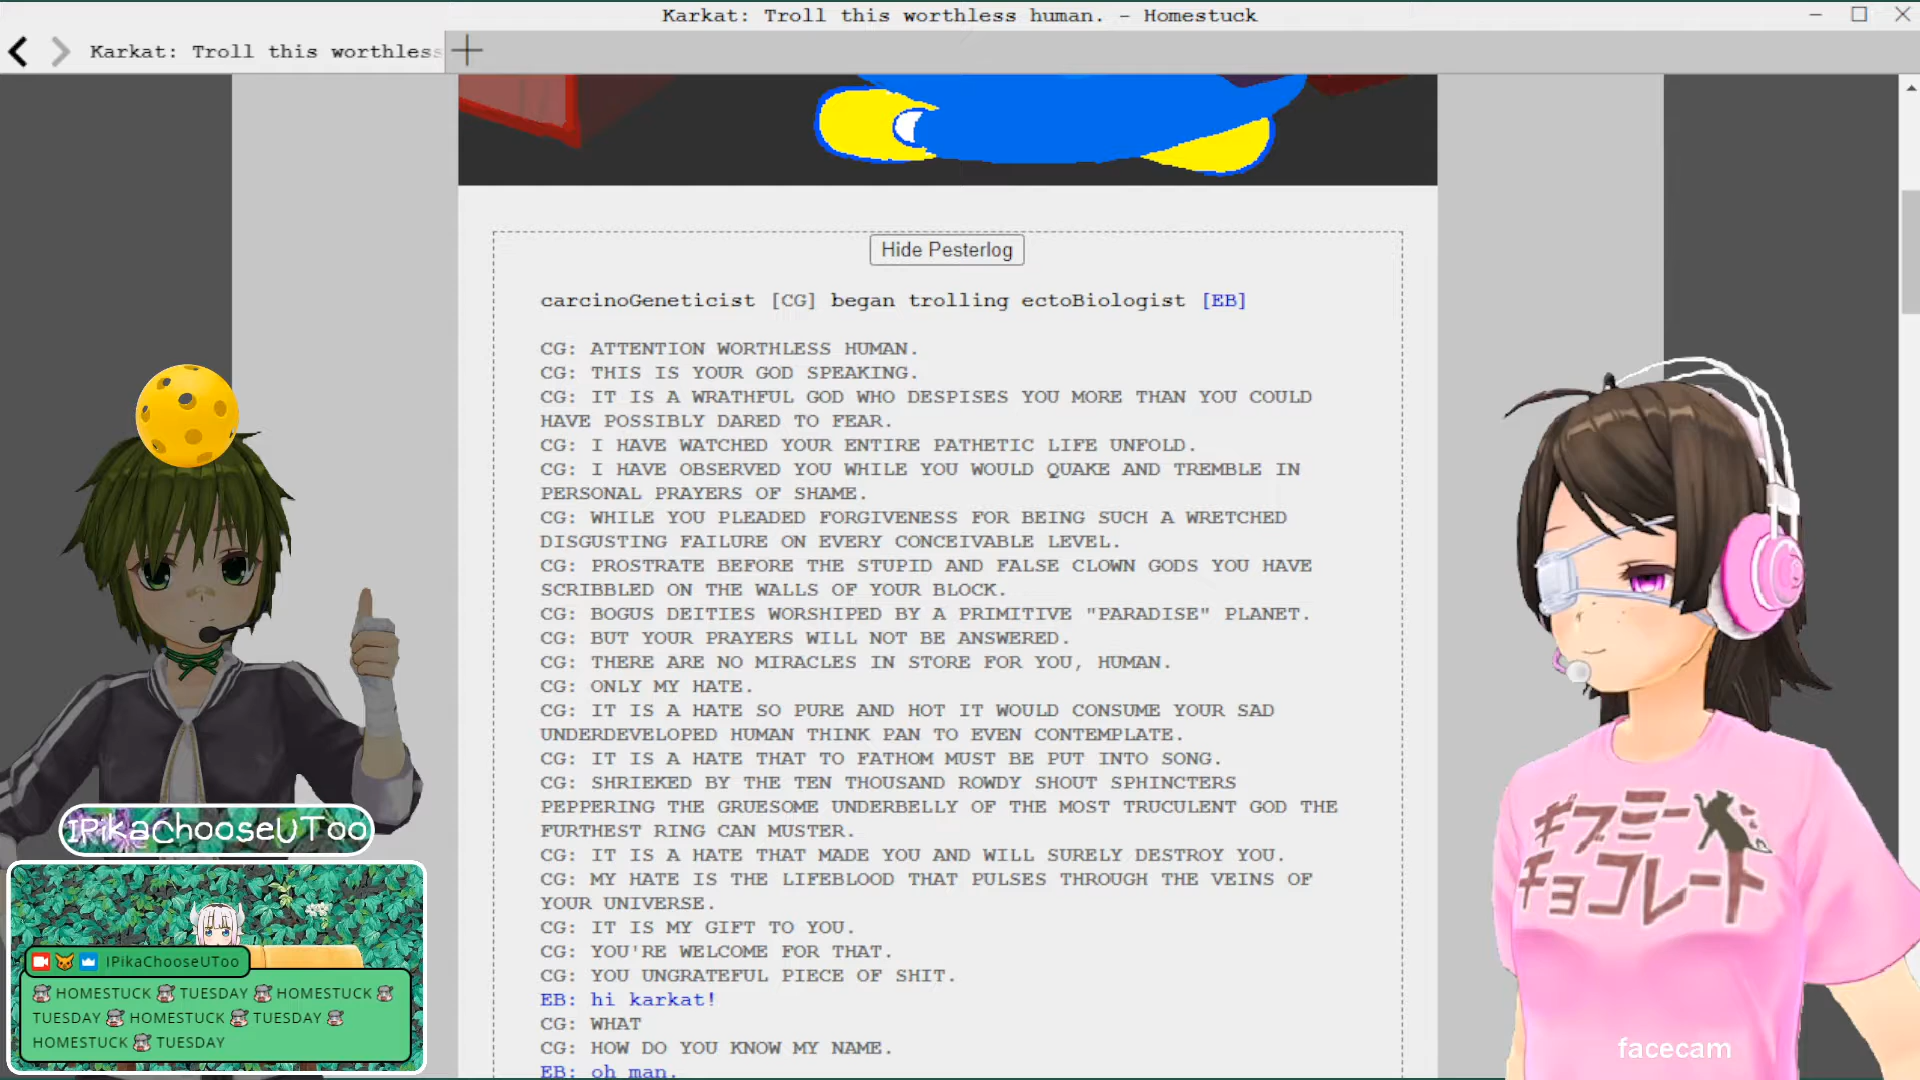 Karkat: Troll this worthless human. - Homestuck
Karkat: Troll this worthless
Hide Pesterlog
carcinoGeneticist [CG] began trolling ectoBiologist [EB]
CG: ATTENTION WORTHLESS HUMAN.
CG: THIS IS YOUR GOD SPEAKING.
CG: IT IS A WRATHFUL GOD WHO DESPISES YOU MORE THAN YOU COULD
HAVE POSSIBLY DARED TO FEAR.
CG: I HAVE WATCHED YOUR ENTIRE PATHETIC LIFE UNFOLD.
CG: I HAVE OBSERVED YOU WHILE YOU WOULD QUAKE AND TREMBLE IN
PERSONAL PRAYERS OF SHAME.
CG: WHILE YOU PLEADED FORGIVENESS FOR BEING SUCH A WRETCHED
DISGUSTING FAILURE ON EVERY CONCEIVABLE LEVEL.
CG: PROSTRATE BEFORE THE STUPID AND FALSE CLOWN GODS YOU HAVE
SCRIBBLED ON THE WALLS OF YOUR BLOCK.
CG: BOGUS DEITIES WORSHIPED BY A PRIMITIVE "PARADISE" PLANET.
CG: BUT YOUR PRAYERS WILL NOT BE ANSWERED.
CG: THERE ARE NO MIRACLES IN STORE FOR YOU, HUMAN.
CG: ONLY MY HATE.
CG: IT IS A HATE SO PURE AND HOT IT WOULD CONSUME YOUR SAD
UNDERDEVELOPED HUMAN THINK PAN TO EVEN CONTEMPLATE.
CG: IT IS A HATE THAT TO FATHOM MUST BE PUT INTO SONG.
CG: SHRIEKED BY THE TEN THOUSAND ROWDY SHOUT SPHINCTERS
PEPPERING THE GRUESOME UNDERBELLY OF THE MOST TRUCULENT GOD THE
FURTHEST RING CAN MUSTER.
CG: IT IS A HATE THAT MADE YOU AND WILL SURELY DESTROY YOU.
CG: MY HATE IS THE LIFEBLOOD THAT PULSES THROUGH THE VEINS OF
YOUR UNIVERSE.
CG: IT IS MY GIFT TO YOU.
CG: YOU'RE WELCOME FOR THAT.
CG: YOU UNGRATEFUL PIECE OF SHIT.
EB: hi karkat!
CG: WHAT
CG: HOW DO YOU KNOW MY NAME.
EB: oh man.
IPikachooseUToo
IPikaChooseUToo
HOMESTUCK TUESDAY HOMESTUCK
TUESDAY HOMESTUCK TUESDAY
HOMESTUCK TUESDAY
ギブミー
チョコレート
facecam